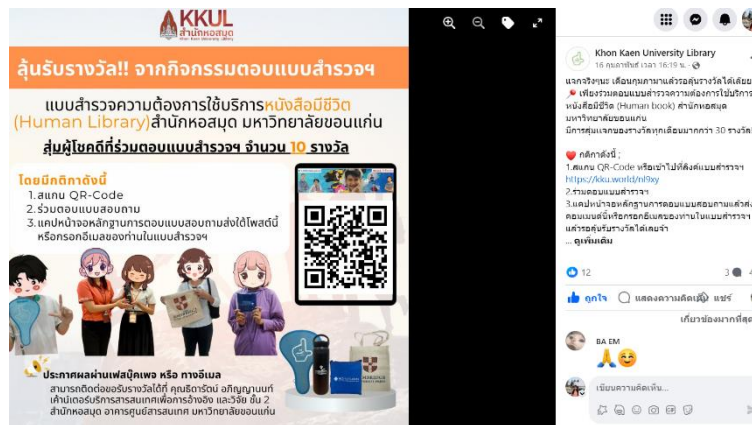 KKUL
สำนักหอสมุด
Khon Kaen University Library
ลุ้นรับรางวัล!! จากกิจกรรมตอบแบบสำรวจฯ
แบบสำรวจความต้องการใช้บริการหนังสือมีชีวิต
(Human Library)สำนักหอสมุด มหาวิทยาลัยขอนแก่น
สุ่มผู้โชคดีที่ร่วมตอบแบบสำรวจฯ จำนวน 10 รางวัล
โดยมีกติกาดังนี้
1.สแกน QR-Code
2.ร่วมตอบแบบสอบถาม
3.แคปหน้าจอหลักฐานการตอบแบบสอบถามส่งใต้โพสต์นี้
หรือกรอกอีเมลของท่านในแบบสำรวจฯ
ประกาศผลผ่านเฟสบุ๊คเพจ หรือ ทางอีเมล
สามารถติดต่อขอรับรางวัลได้ที่ คุณธิดารัตน์ อภิญญานนท์
เค้าน์เตอร์บริการสารสนเทศเพื่อการอ้างอิง และวิจัย ชั้น 2
สำนักหอสมุด อาคารศูนย์สารสนเทศ มหาวิทยาลัยขอนแก่น
Khon Kaen University Library
16 กุมภาพันธ์ เวลา 16:19 น.
แจกจริงๆนะ เดือนกุมภามาแล้วรอลุ้นรางวัลได้เลย
เพียงร่วมตอบแบบสำรวจความต้องการใช้บริการ
หนังสือมีชีวิต (Human book) สำนักหอสมุด
มหาวิทยาลัยขอนแก่น
มีการสุ่มแจกของรางวัลทุกเดือนมากกว่า 30 รางวัล
กติกาดังนี้ ;
1.สแกน QR-Code หรือเข้าไปที่ลิงค์แบบสำรวจฯ
https://kku.world/nl9xy
2.ร่วมตอบแบบสำรวจฯ
3.แคปหน้าจอหลักฐานการตอบแบบสอบถามแล้วส่ง
คอมเมนต์นี้หรือกรอกอีเมลของท่านในแบบสำรวจฯ
แล้วรอลุ้นรับรางวัลได้เลยจ้า
... ดูเพิ่มเติม
12
3
ถูกใจ แสดงความคิดเห็น แชร์
เกี่ยวข้องมากที่สุด
BA EM
เขียนความคิดเห็น...